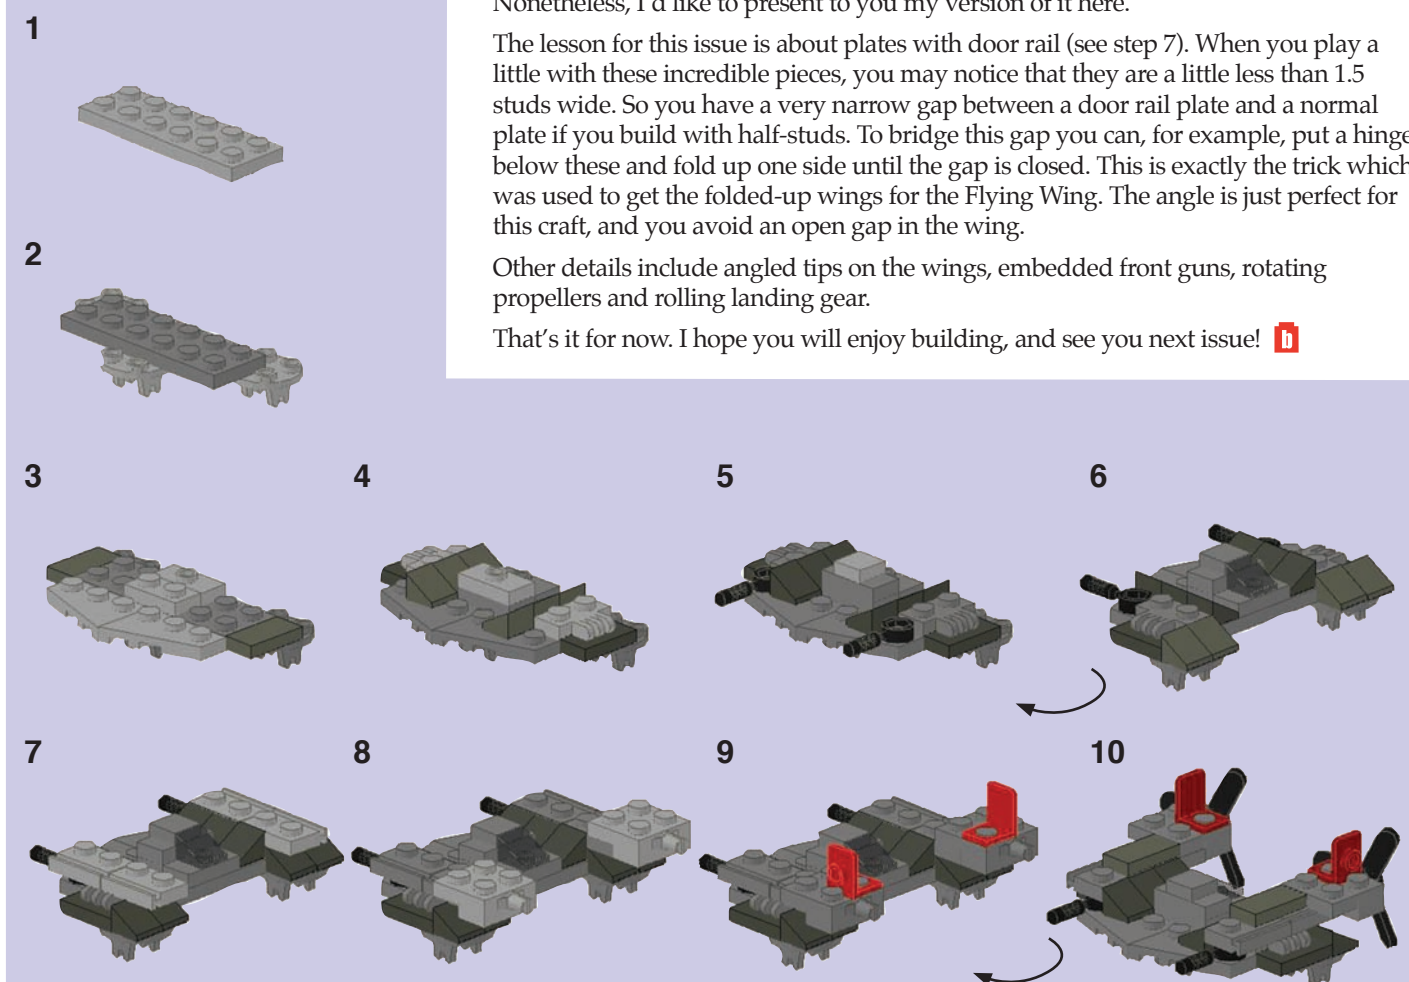 Nonetheless, I'd like to present to you my version of it here.
The lesson for this issue is about plates with door rail (see step 7). When you play a
little with these incredible pieces, you may notice that they are a little less than 1.5
studs wide. So you have a very narrow gap between a door rail plate and a normal
plate if you build with half-studs. To bridge this gap you can, for example, put a hinge
below these and fold up one side until the gap is closed. This is exactly the trick which
was used to get the folded-up wings for the Flying Wing. The angle is just perfect for
this craft, and you avoid an open gap in the wing.
Other details include angled tips on the wings, embedded front guns, rotating
propellers and rolling landing gear.
That's it for now. I hope you will enjoy building, and see you next issue! b
1
2
3 4 5 6
7 8 9 10